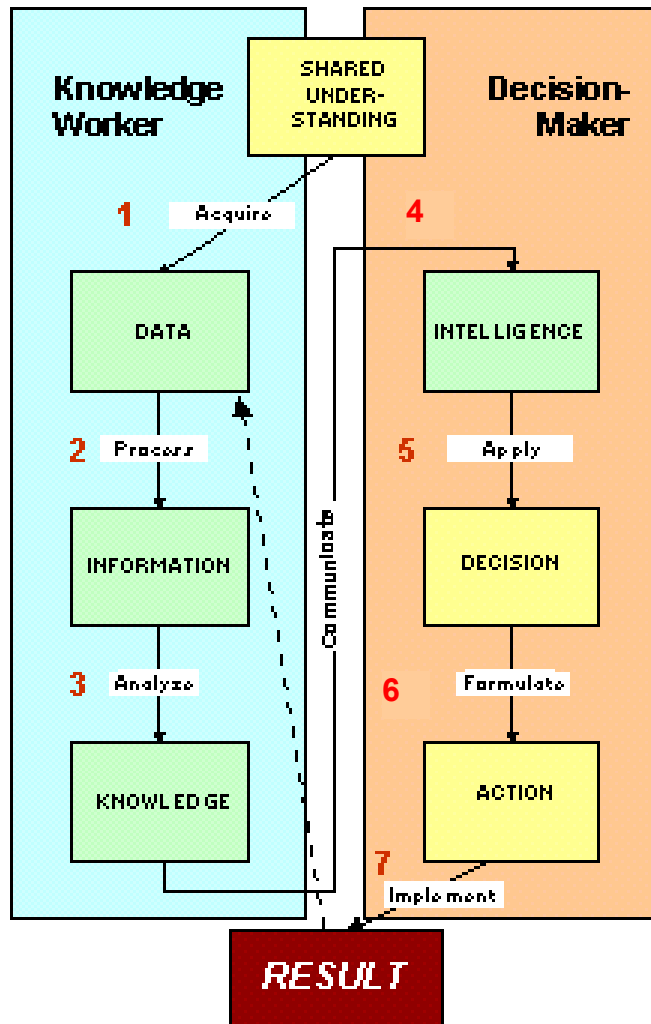 Knowledge
Worker
SHARED
UNDER-
STANDING
Decision-
Maker
1
Acquire
4
DATA
INTELLIGENCE
2
Process
5
Apply
INFORMATION
Communicate
DECISION
3
Analyze
6
Formulate
KNOWLEDGE
ACTION
7
Implement
RESULT